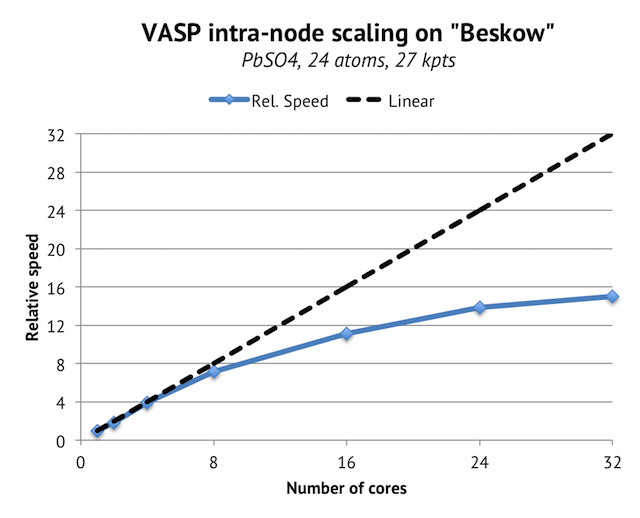 VASP intra-node scaling on "Beskow"
PbSO4, 24 atoms, 27 kpts
Rel. Speed
Linear
32
28
24
20
16
12
8
4
0
Relative speed
0 8 16 24 32
Number of cores